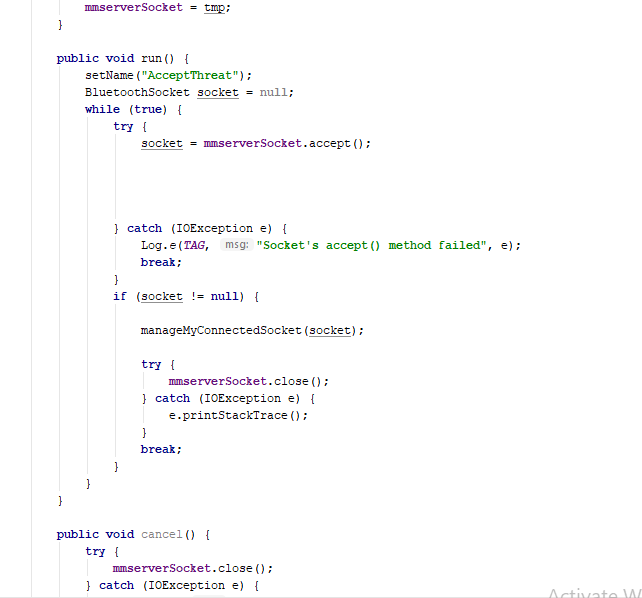 mmserverSocket = tmp;
}
public void run() {
setName("AcceptThreat");
BluetoothSocket socket = null;
while (true) {
try {
socket = mmserverSocket.accept();
} catch (IOException e) {
Log.e(TAG, msg: "Socket's accept() method failed", e);
break;
}
if (socket != null) {
manageMyConnectedSocket(socket);
try {
mmserverSocket.close();
} catch (IOException e) {
e.printStackTrace();
}
break;
}
}
}
public void cancel() {
try {
mmserverSocket.close();
} catch (IOException e) {
Activate W